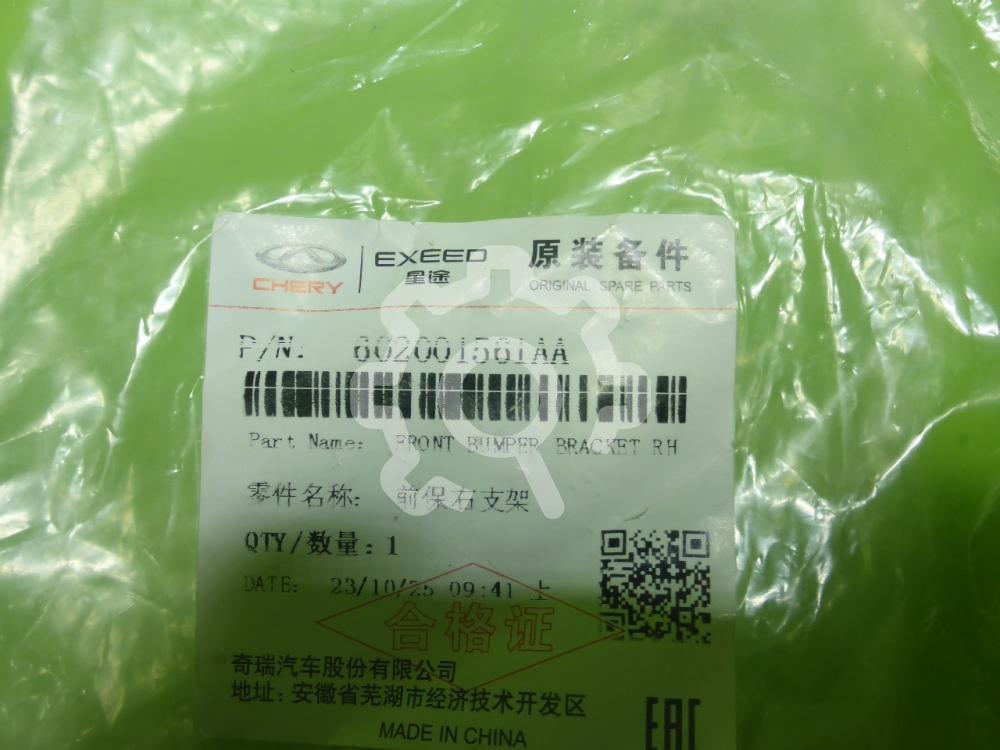 CHERY
EXEED
星途
原装备件
ORIGINAL SPARE PARTS
P/N: 602001561AA
Part Name: FRONT BUMPER BRACKET RH
零件名称: 前保右支架
QTY/数量: 1
DATE: 23/10/25 09:41 上
合格证
奇瑞汽车股份有限公司
地址: 安徽省芜湖市经济技术开发区
MADE IN CHINA
EAC